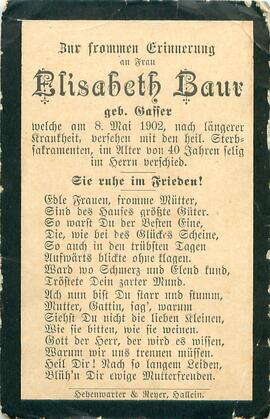 Zur frommen Erinnerung
an Frau
Elisabeth Baur
geb. Gasser
welche am 8. Mai 1902, nach längerer
Krankheit, versehen mit den heil. Sterb-
sakramenten, im Alter von 40 Jahren selig
im Herrn verschied.
Sie ruhe im Frieden!
Edle Frauen, fromme Mütter,
Sind des Hauses größte Güter.
So warst Du der Besten Eine,
Die, wie bei des Glückes Scheine,
So auch in den trübsten Tagen
Aufwärts blickte ohne klagen.
Ward wo Schmerz und Elend kund,
Tröstete Dein zarter Mund.
Ach nun bist Du starr und stumm,
Mutter, Gattin, sag', warum
Siehst Du nicht die lieben Kleinen,
Wie sie bitten, wie sie weinen.
Gott der Herr, der wird es wissen,
Warum wir uns trennen müssen.
Heil Dir! Nach so langem Leiden,
Blüh'n Dir ewige Mutterfreuden.
Hebenwarter & Reyer, Hallein.